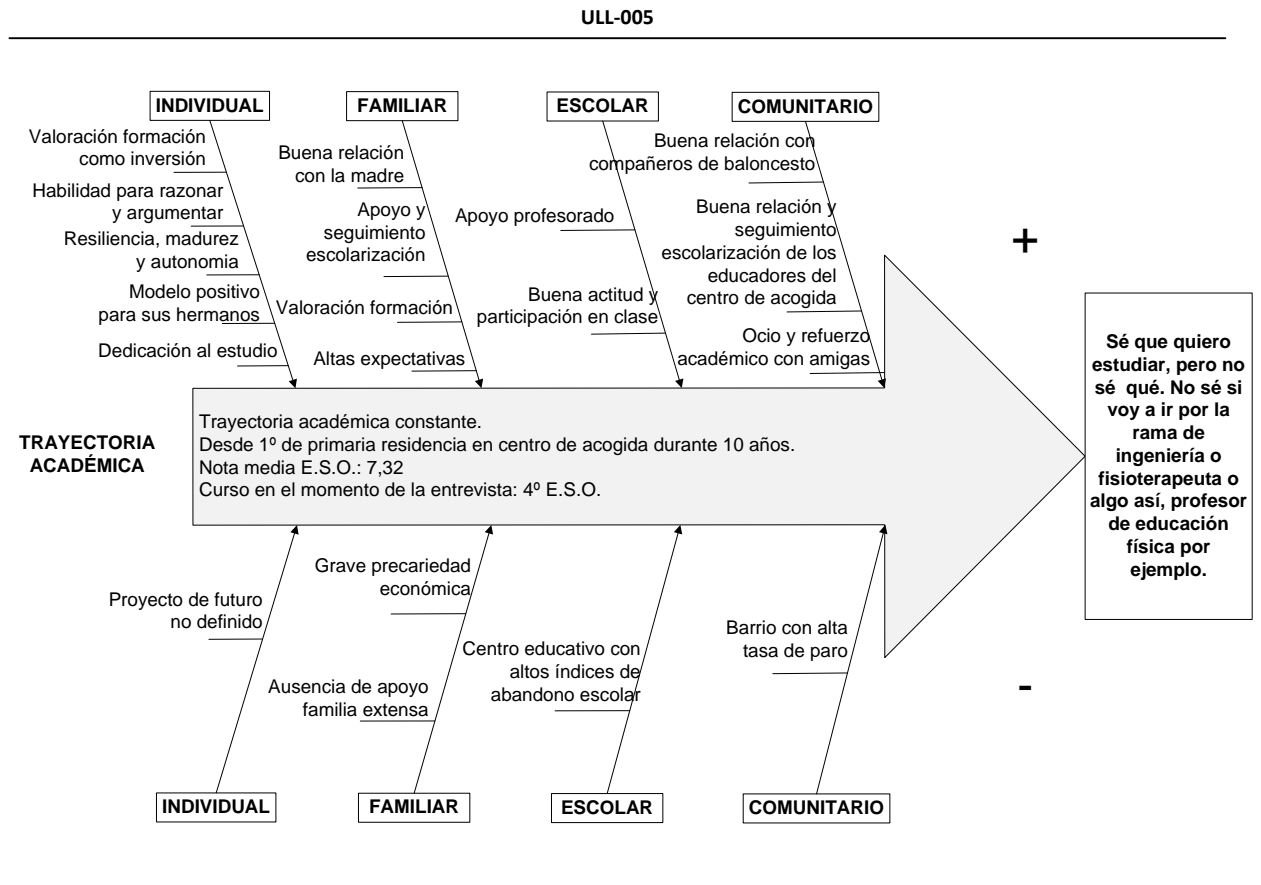 ULL-005
INDIVIDUAL
Valoración formación
como inversión
Habilidad para razonar
y argumentar
Resiliencia, madurez
y autonomia
Modelo positivo
para sus hermanos
Dedicación al estudio
FAMILIAR
Buena relación
con la madre
Apoyo y
seguimiento
escolarización
Valoración formación
Altas expectativas
ESCOLAR
Apoyo profesorado
Buena actitud y
participación en clase
COMUNITARIO
Buena relación con
compañeros de baloncesto
Buena relación y
seguimiento
escolarización de los
educadores del
centro de acogida
Ocio y refuerzo
académico con amigas
+
TRAYECTORIA
ACADÉMICA
Trayectoria académica constante.
Desde 1º de primaria residencia en centro de acogida durante 10 años.
Nota media E.S.O.: 7,32
Curso en el momento de la entrevista: 4º E.S.O.
Sé que quiero
estudiar, pero no
sé qué. No sé si
voy a ir por la
rama de
ingeniería o
fisioterapeuta o
algo así, profesor
de educación
física por
ejemplo.
Proyecto de futuro
no definido
INDIVIDUAL
Grave precariedad
económica
Ausencia de apoyo
familia extensa
FAMILIAR
Centro educativo con
altos índices de
abandono escolar
ESCOLAR
Barrio con alta
tasa de paro
COMUNITARIO
-